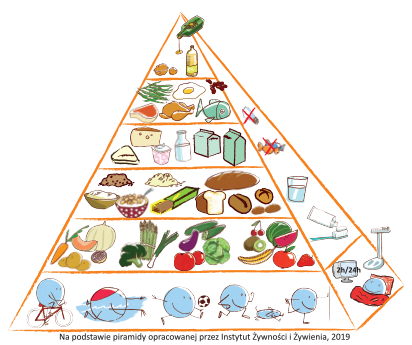 2h/24h
Na podstawie piramidy opracowanej przez Instytut Żywności i Żywienia, 2019